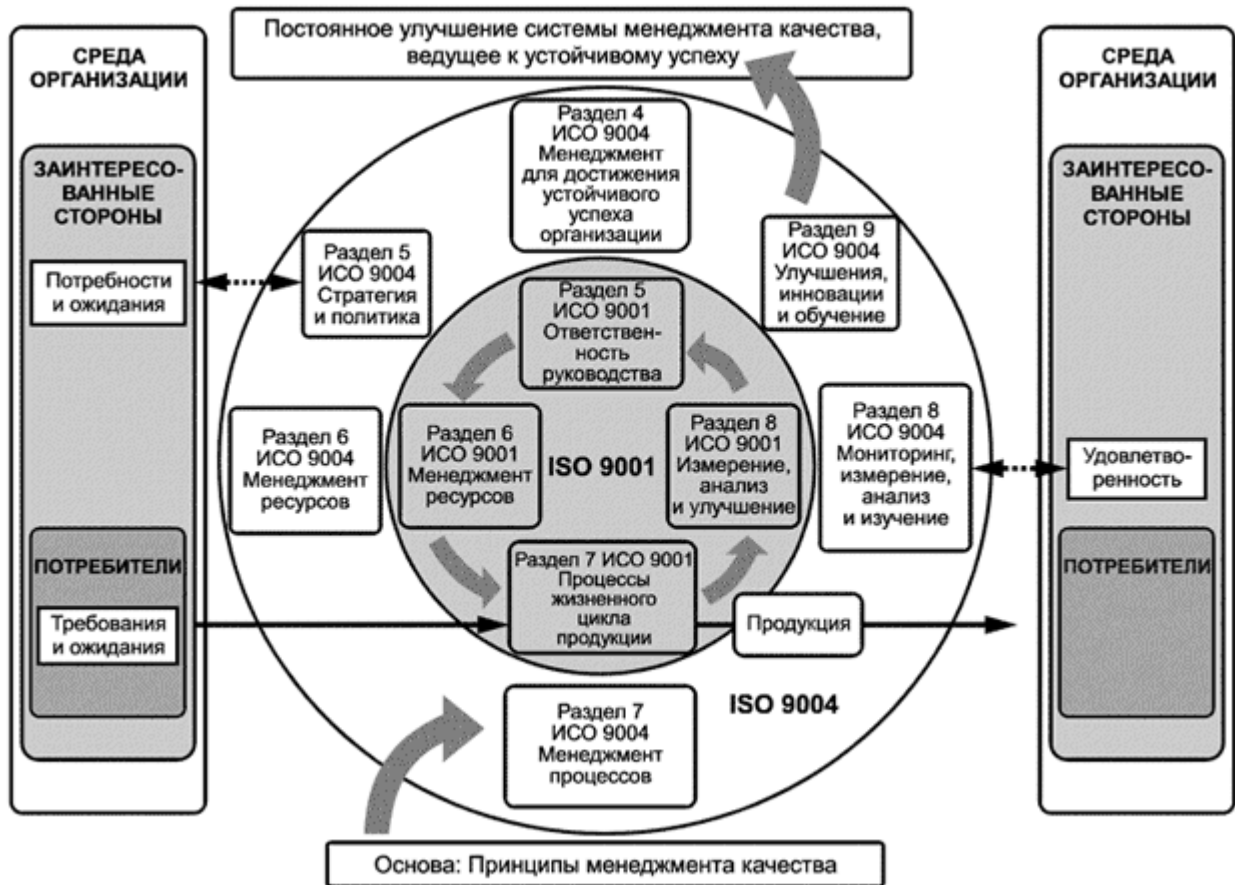 Постоянное улучшение системы менеджмента качества,
ведущее к устойчивому успеху
СРЕДА
ОРГАНИЗАЦИИ
ЗАИНТЕРЕСО-
ВАННЫЕ
СТОРОНЫ
Потребности
и ожидания
ПОТРЕБИТЕЛИ
Требования
и ожидания
Раздел 4
ИСО 9004
Менеджмент
для достижения
устойчивого
успеха
организации
Раздел 5
ИСО 9004
Стратегия
и политика
Раздел 9
ИСО 9004
Улучшения,
инновации
и обучение
Раздел 5
ИСО 9001
Ответствен-
ность
руководства
Раздел 6
ИСО 9004
Менеджмент
ресурсов
Раздел 6
ИСО 9001
Менеджмент
ресурсов
ISO 9001
Раздел 8
ИСО 9001
Измерение,
анализ
и улучшение
Раздел 8
ИСО 9004
Мониторинг,
измерение,
анализ
и изучение
Раздел 7 ИСО 9001
Процессы
жизненного
цикла
продукции
Продукция
ISO 9004
Раздел 7
ИСО 9004
Менеджмент
процессов
Основа: Принципы менеджмента качества
СРЕДА
ОРГАНИЗАЦИИ
ЗАИНТЕРЕСО-
ВАННЫЕ
СТОРОНЫ
Удовлетво-
ренность
ПОТРЕБИТЕЛИ